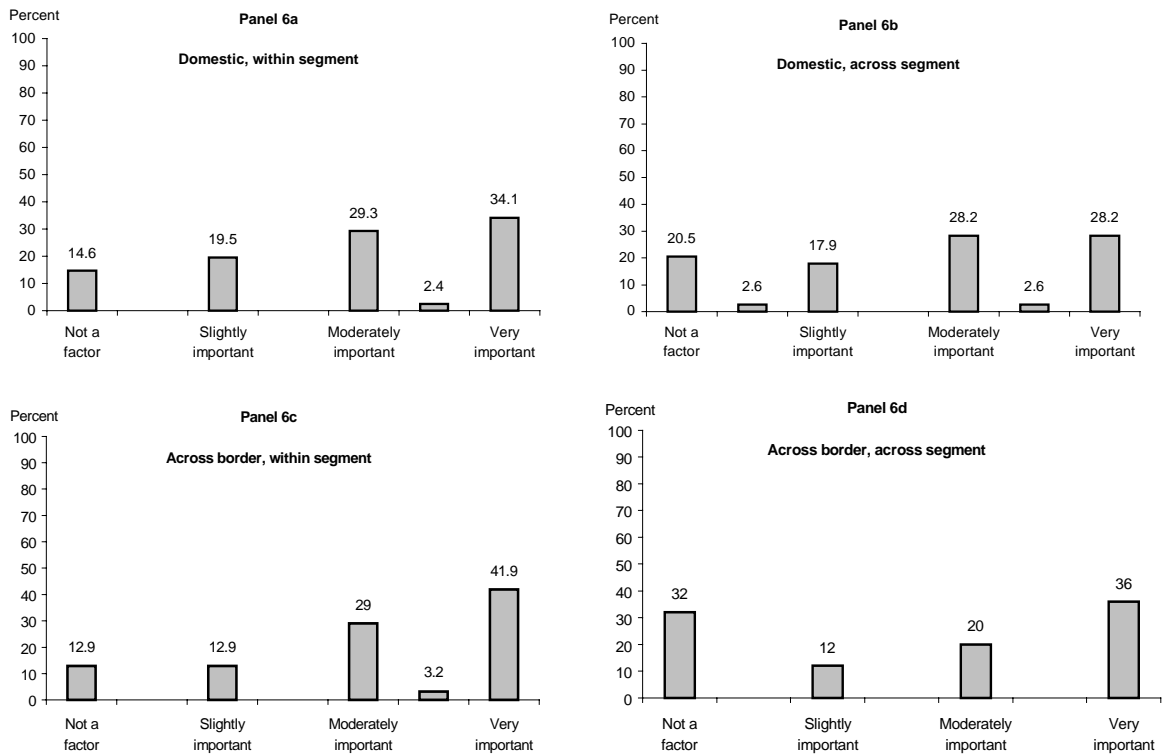 Percent
Panel 6a
Domestic, within segment
100
90
80
70
60
50
40
30
20
10
0
14.6
19.5
29.3
2.4
34.1
Not a factor
Slightly important
Moderately important
Very important
Percent
Panel 6b
Domestic, across segment
100
90
80
70
60
50
40
30
20
10
0
20.5
2.6
17.9
28.2
2.6
28.2
Not a factor
Slightly important
Moderately important
Very important
Percent
Panel 6c
Across border, within segment
100
90
80
70
60
50
40
30
20
10
0
12.9
12.9
29
3.2
41.9
Not a factor
Slightly important
Moderately important
Very important
Percent
Panel 6d
Across border, across segment
100
90
80
70
60
50
40
30
20
10
0
32
12
20
36
Not a factor
Slightly important
Moderately important
Very important